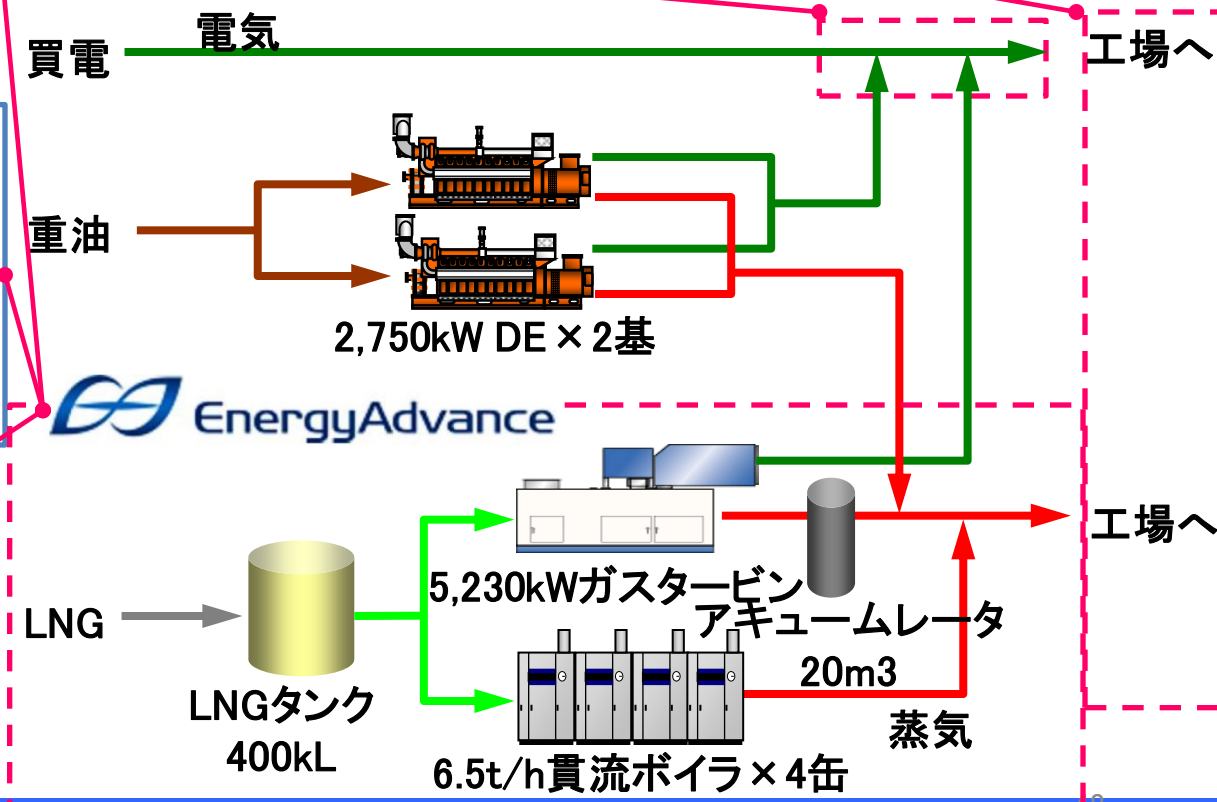 電気
買電
工場へ
重油
2,750kW DE×2基
EnergyAdvance
工場へ
5,230kWガスタービン
アキュームレータ
20m3
LNG
LNGタンク
400kL
蒸気
6.5t/h貫流ボイラ×4缶